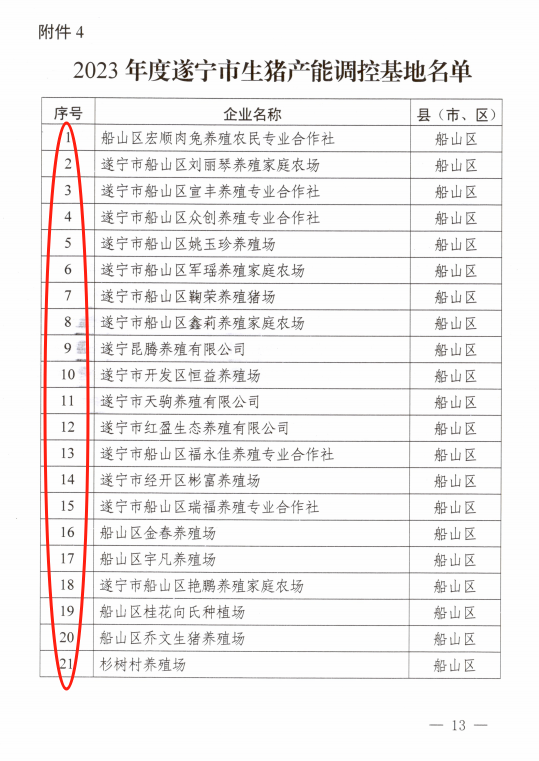 附件 4
2023 年度遂宁市生猪产能调控基地名单
序号 企业名称 县（市、区）
1 船山区宏顺肉兔养殖农民专业合作社 船山区
2 遂宁市船山区刘丽琴养殖家庭农场 船山区
3 遂宁市船山区宣丰养殖专业合作社 船山区
4 遂宁市船山区众创养殖专业合作社 船山区
5 遂宁市船山区姚玉珍养殖场 船山区
6 遂宁市船山区军瑶养殖家庭农场 船山区
7 遂宁市船山区鞠荣养殖猪场 船山区
8 遂宁市船山区鑫莉养殖家庭农场 船山区
9 遂宁昆腾养殖有限公司 船山区
10 遂宁市开发区恒益养殖场 船山区
11 遂宁市天驹养殖有限公司 船山区
12 遂宁市红盈生态养殖有限公司 船山区
13 遂宁市船山区福永佳养殖专业合作社 船山区
14 遂宁市经开区彬富养殖场 船山区
15 遂宁市船山区瑞福养殖专业合作社 船山区
16 船山区金春养殖场 船山区
17 船山区宇凡养殖场 船山区
18 遂宁市船山区艳鹏养殖家庭农场 船山区
19 船山区桂花向氏种植场 船山区
20 船山区乔文生猪养殖场 船山区
21 杉树村养殖场 船山区
— 13 —